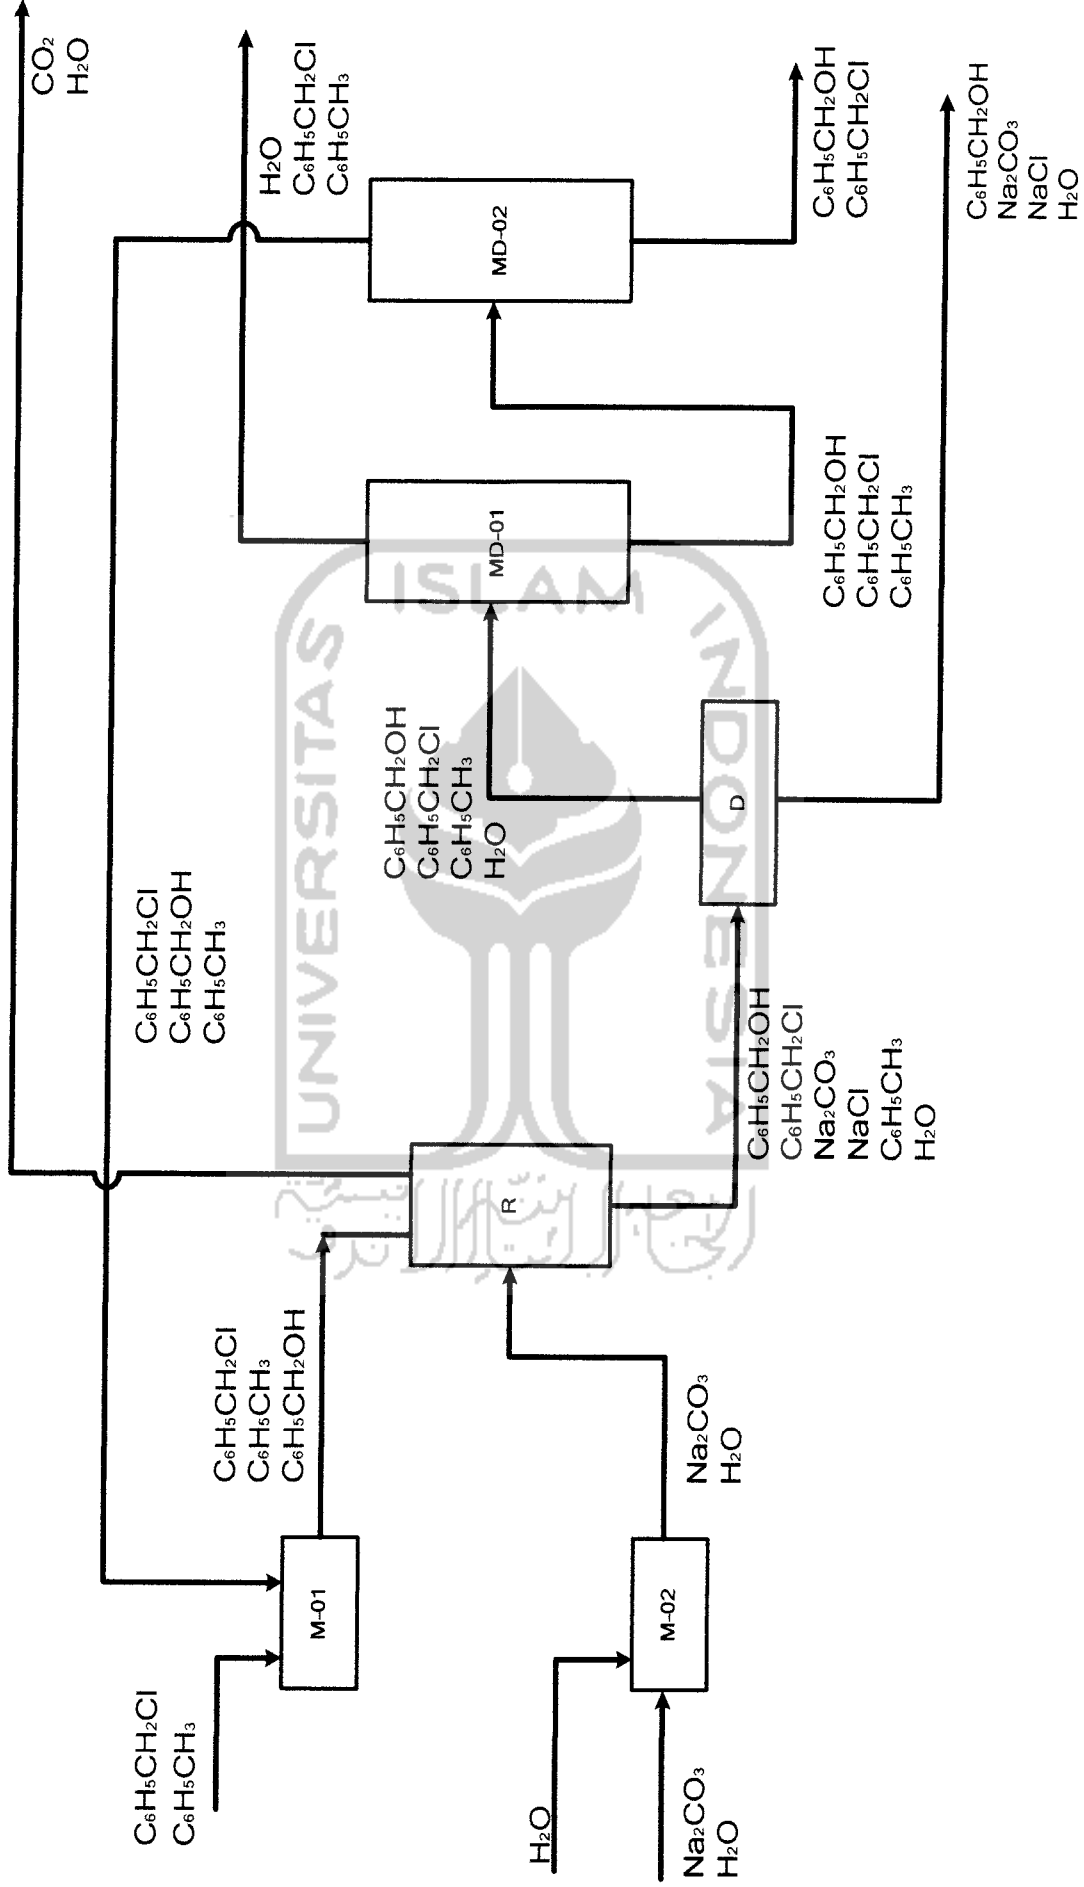 CO₂
H₂O
C₆H₅CH₂Cl
C₆H₅CH₃
C₆H₅CH₂Cl
C₆H₅CH₂OH
C₆H₅CH₃
H₂O
C₆H₅CH₂Cl
C₆H₅CH₃
C₆H₅CH₂Cl
C₆H₅CH₃
C₆H₅CH₂OH
M-01
C₆H₅CH₂OH
C₆H₅CH₂Cl
C₆H₅CH₃
H₂O
R
MD-01
MD-02
H₂O
Na₂CO₃
H₂O
M-02
Na₂CO₃
H₂O
D
C₆H₅CH₂OH
C₆H₅CH₂Cl
Na₂CO₃
NaCl
C₆H₅CH₃
H₂O
C₆H₅CH₂OH
C₆H₅CH₂Cl
C₆H₅CH₃
C₆H₅CH₂OH
C₆H₅CH₂Cl
C₆H₅CH₂OH
Na₂CO₃
NaCl
H₂O
UNIVERSITAS
ISLAM
INDONESIA